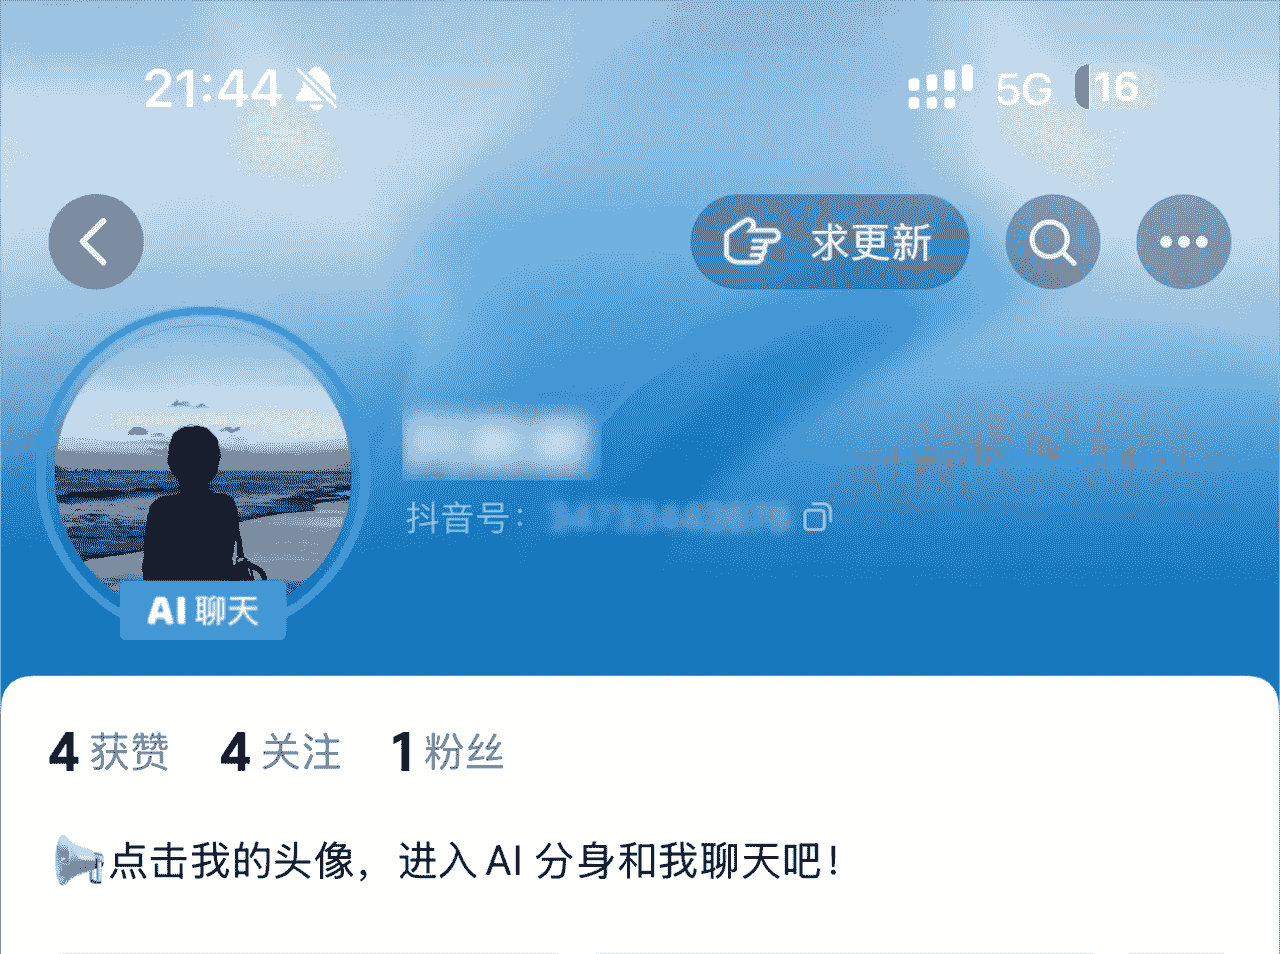 21:44 5G 16
求更新
抖音号：
AI 聊天
4 获赞 4 关注 1 粉丝
点击我的头像，进入 AI 分身和我聊天吧！